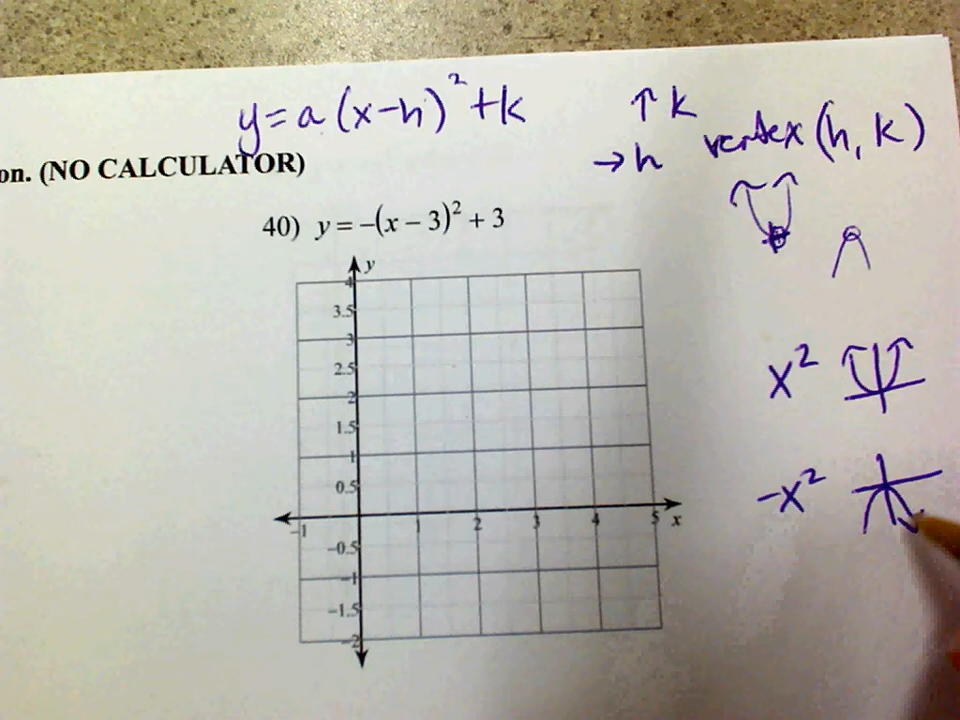 y = a(x-h)² + k
↑ k
→ h
vertex (h, k)
on. (NO CALCULATOR)
40) y = –(x – 3)² + 3
y
4
3.5
3
2.5
2
1.5
1
0.5
–1 1 2 3 4 5 x
–0.5
–1
–1.5
–2
x²
-x²